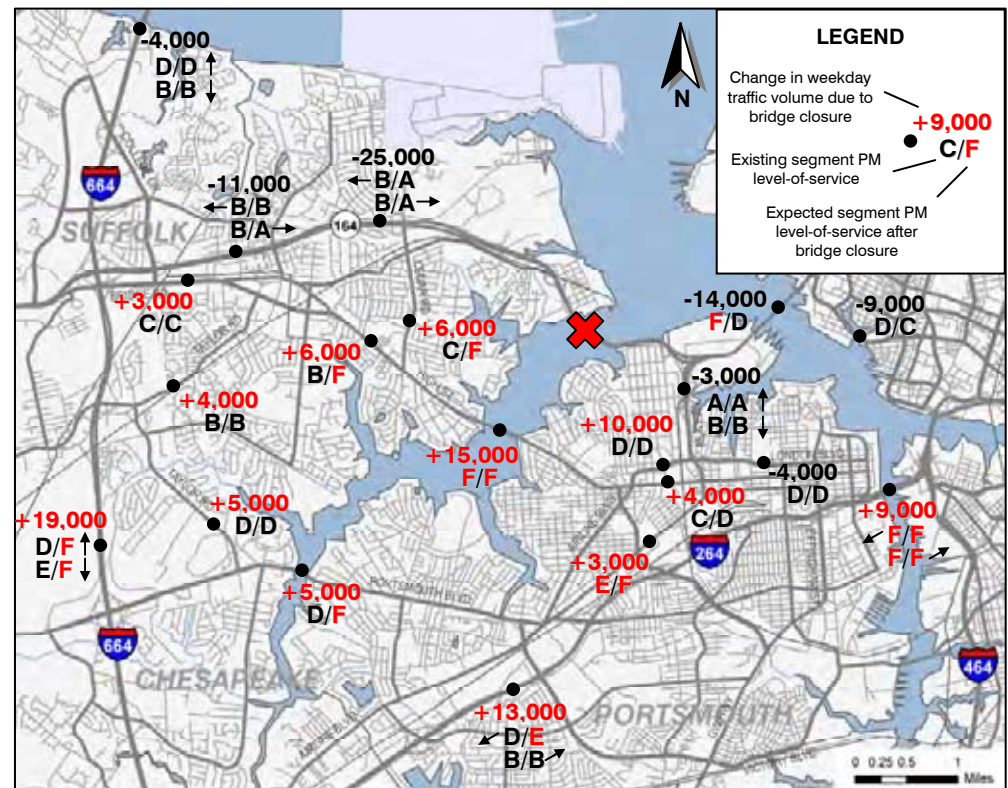 LEGEND
Change in weekday
traffic volume due to
bridge closure
+9,000
C/F
Existing segment PM
level-of-service
Expected segment PM
level-of-service after
bridge closure
N
-4,000
D/D
B/B
664
-25,000
B/A
B/A
-11,000
B/B
B/A
164
SUFFOLK
+3,000
C/C
-14,000
F/D
-9,000
D/C
+6,000
C/F
+6,000
B/F
+4,000
B/B
-3,000
A/A
B/B
+10,000
D/D
+15,000
F/F
-4,000
D/D
+4,000
C/D
+5,000
D/D
+19,000
D/F
E/F
+9,000
F/F
F/F
264
+3,000
E/F
+5,000
D/F
PORTSMOUTH BLVD
664
464
CHESAPEAKE
+13,000
D/E
B/B
PORTSMOUTH
0 0.25 0.5 1
Miles